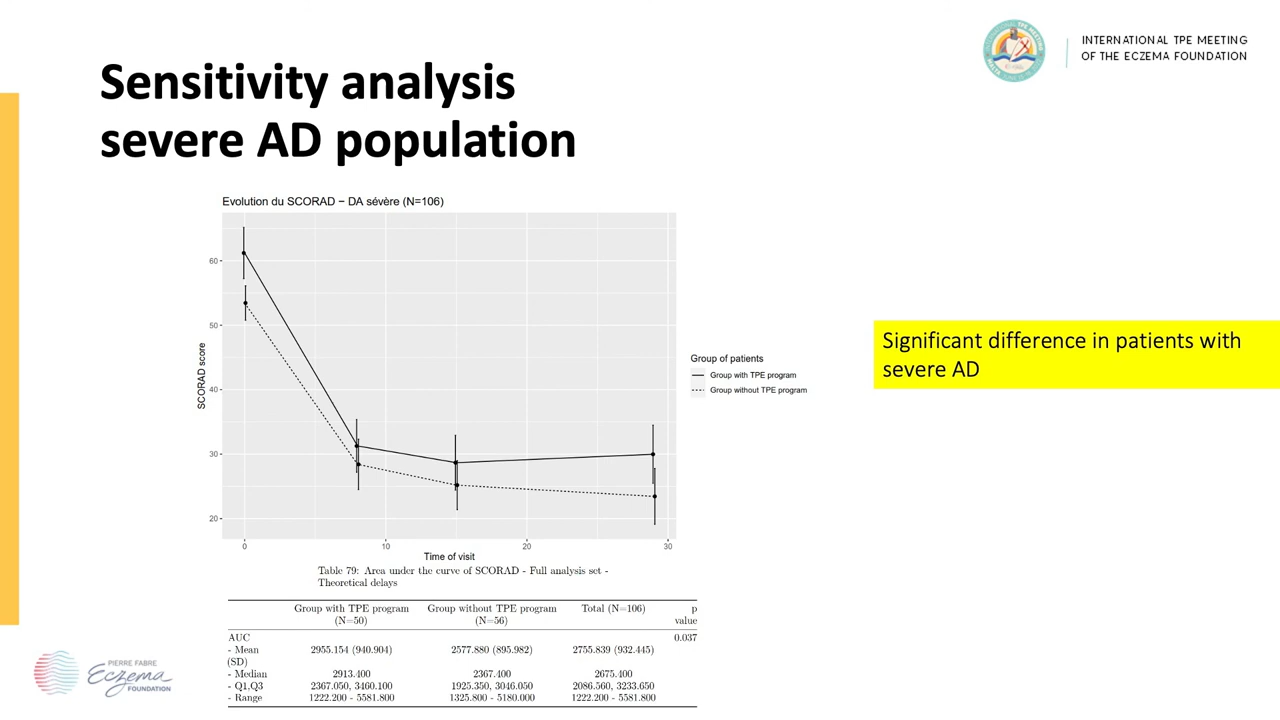 INTERNATIONAL TPE MEETING
OF THE ECZEMA FOUNDATION
Sensitivity analysis
severe AD population
Evolution du SCORAD − DA sévère (N=106)
60
50
40
30
20
SCORAD score
0 10 20 30
Time of visit
Group of patients
Group with TPE program
Group without TPE program
Significant difference in patients with
severe AD
Table 79: Area under the curve of SCORAD - Full analysis set -
Theoretical delays
Group with TPE program Group without TPE program Total (N=106) p
(N=50) (N=56) value
AUC 0.037
- Mean 2955.154 (940.904) 2577.880 (895.982) 2755.839 (932.445)
(SD)
- Median 2913.400 2367.400 2675.400
- Q1,Q3 2367.050, 3460.100 1925.350, 3046.050 2086.560, 3233.650
- Range 1222.200 - 5581.800 1325.800 - 5180.000 1222.200 - 5581.800
PIERRE FABRE
Eczema
FOUNDATION